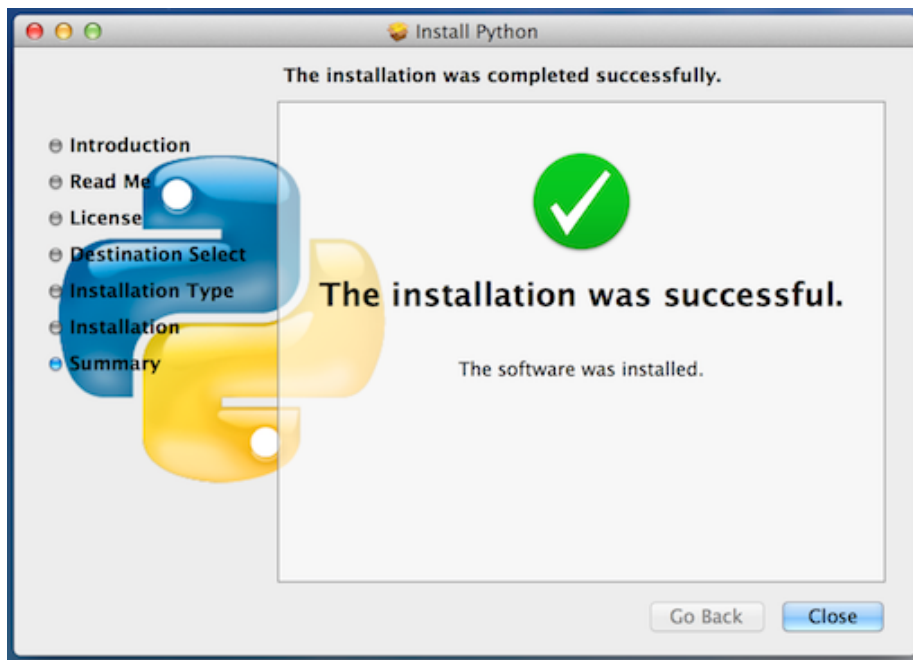 Install Python
The installation was completed successfully.
Introduction
Read Me
License
Destination Select
Installation Type
Installation
Summary
The installation was successful.
The software was installed.
Go Back
Close